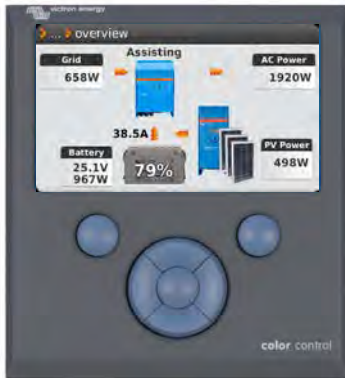 victron energy
... overview
Assisting
Grid
658W
AC Power
1920W
38.5A
Battery
25.1V
967W
79%
PV Power
498W
color control